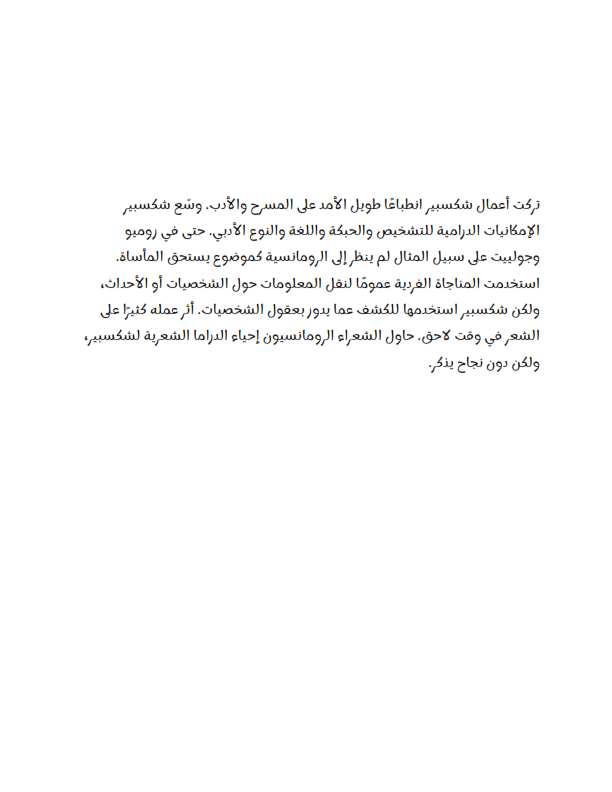 تركت أعمال شكسبير انطباعًا طويل الأمد على المسرح والأدب. وسّع شكسبير
الإمكانيات الدرامية للتشخيص والحبكة واللغة والنوع الأدبي. حتى في روميو
وجولييت على سبيل المثال لم ينظر إلى الرومانسية كموضوع يستحق المأساة.
استخدمت المناجاة الفردية عمومًا لنقل المعلومات حول الشخصيات أو الأحداث،
ولكن شكسبير استخدمها للكشف عما يدور بعقول الشخصيات. أثر عمله كثيرًا على
الشعر في وقت لاحق. حاول الشعراء الرومانسيون إحياء الدراما الشعرية لشكسبير،
ولكن دون نجاح يذكر.